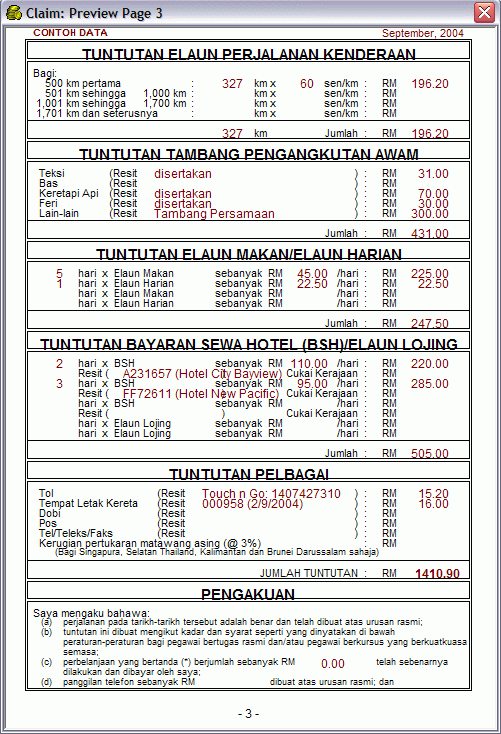 Claim: Preview Page 3
CONTOH DATA September, 2004
TUNTUTAN ELAUN PERJALANAN KENDERAAN
Bagi:
500 km pertama : 327 km x 60 sen/km : RM 196.20
501 km sehingga 1,000 km : km x sen/km : RM
1,001 km sehingga 1,700 km : km x sen/km : RM
1,701 km dan seterusnya : km x sen/km : RM
327 km Jumlah : RM 196.20
TUNTUTAN TAMBANG PENGANGKUTAN AWAM
Teksi (Resit disertakan ) : RM 31.00
Bas (Resit ) : RM
Keretapi Api (Resit disertakan ) : RM 70.00
Feri (Resit disertakan ) : RM 30.00
Lain-lain (Resit Tambang Persamaan ) : RM 300.00
Jumlah : RM 431.00
TUNTUTAN ELAUN MAKAN/ELAUN HARIAN
5 hari x Elaun Makan sebanyak RM 45.00 /hari : RM 225.00
1 hari x Elaun Harian sebanyak RM 22.50 /hari : RM 22.50
hari x Elaun Makan sebanyak RM /hari : RM
hari x Elaun Harian sebanyak RM /hari : RM
Jumlah : RM 247.50
TUNTUTAN BAYARAN SEWA HOTEL (BSH)/ELAUN LOJING
2 hari x BSH sebanyak RM 110.00 /hari : RM 220.00
Resit ( A231657 (Hotel City Bayview) Cukai Kerajaan : RM
3 hari x BSH sebanyak RM 95.00 /hari : RM 285.00
Resit ( FF72611 (Hotel New Pacific) Cukai Kerajaan : RM
hari x BSH sebanyak RM /hari : RM
Resit ( ) Cukai Kerajaan : RM
hari x Elaun Lojing sebanyak RM /hari : RM
hari x Elaun Lojing sebanyak RM /hari : RM
Jumlah : RM 505.00
TUNTUTAN PELBAGAI
Tol (Resit Touch n Go: 1407427310 ) : RM 15.20
Tempat Letak Kereta (Resit 000958 (2/9/2004) ) : RM 16.00
Dobi (Resit ) : RM
Pos (Resit ) : RM
Tel/Teleks/Faks (Resit ) : RM
Kerugian pertukaran matawang asing (@ 3%) : RM
(Bagi Singapura, Selatan Thailand, Kalimantan dan Brunei Darussalam sahaja)
JUMLAH TUNTUTAN : RM 1410.90
PENGAKUAN
Saya mengaku bahawa:
(a) perjalanan pada tarikh-tarikh tersebut adalah benar dan telah dibuat atas urusan rasmi;
(b) tuntutan ini dibuat mengikut kadar dan syarat seperti yang dinyatakan di bawah
peraturan-peraturan bagi pegawai bertugas rasmi dan/atau pegawai berkursus yang berkuatkuasa
semasa;
(c) perbelanjaan yang bertanda (*) berjumlah sebanyak RM 0.00 telah sebenarnya
dilakukan dan dibayar oleh saya;
(d) panggilan telefon sebanyak RM dibuat atas urusan rasmi; dan
- 3 -